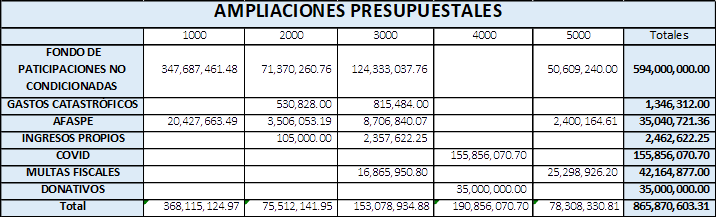 AMPLIACIONES PRESUPUESTALES
1000 2000 3000 4000 5000 Totales
FONDO DE PATICIPACIONES NO CONDICIONADAS 347,687,461.48 71,370,260.76 124,333,037.76 50,609,240.00 594,000,000.00
GASTOS CATASTROFICOS 530,828.00 815,484.00 1,346,312.00
AFASPE 20,427,663.49 3,506,053.19 8,706,840.07 2,400,164.61 35,040,721.36
INGRESOS PROPIOS 105,000.00 2,357,622.25 2,462,622.25
COVID 155,856,070.70 155,856,070.70
MULTAS FISCALES 16,865,950.80 25,298,926.20 42,164,877.00
DONATIVOS 35,000,000.00 35,000,000.00
Total 368,115,124.97 75,512,141.95 153,078,934.88 190,856,070.70 78,308,330.81 865,870,603.31